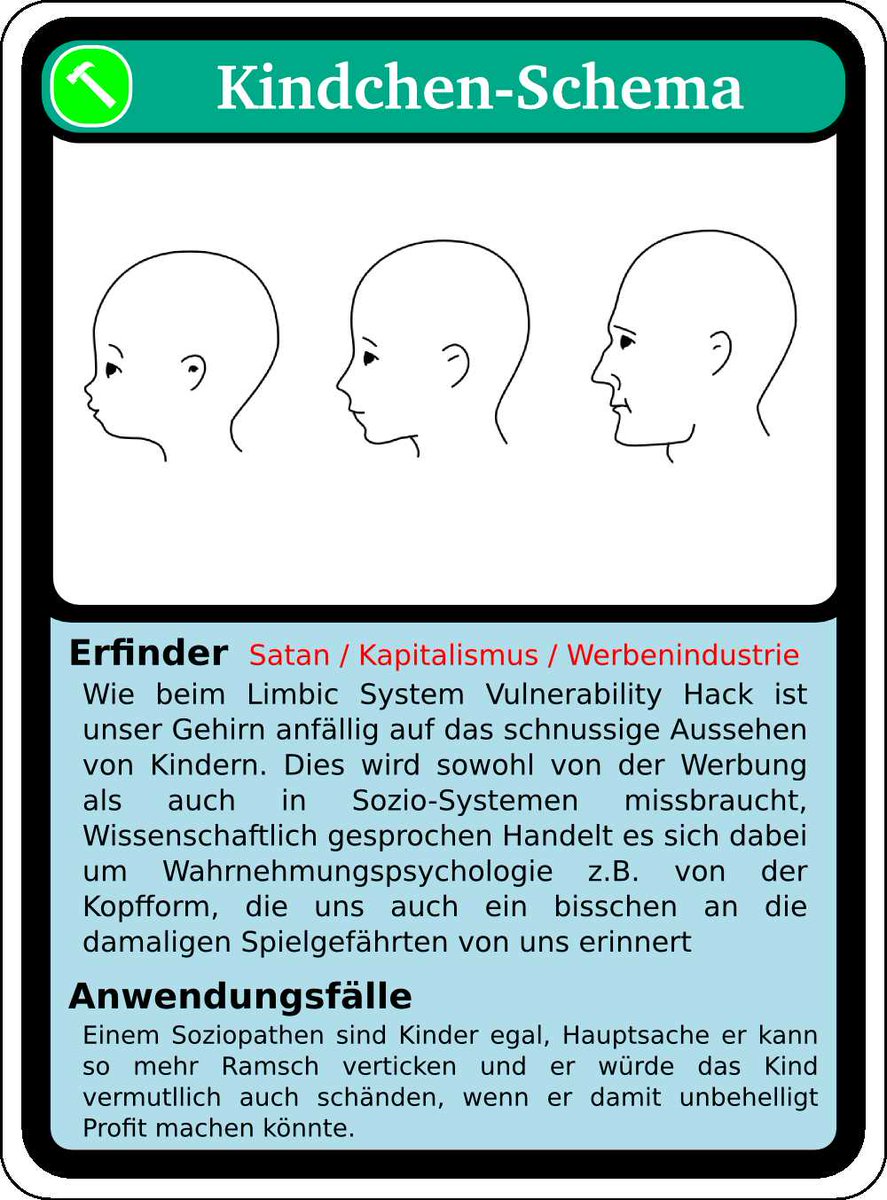 Kindchen-Schema
Erfinder Satan / Kapitalismus / Werbenindustrie
Wie beim Limbic System Vulnerability Hack ist
unser Gehirn anfällig auf das schnussige Aussehen
von Kindern. Dies wird sowohl von der Werbung
als auch in Sozio-Systemen missbraucht,
Wissenschaftlich gesprochen Handelt es sich dabei
um Wahrnehmungspsychologie z.B. von der
Kopfform, die uns auch ein bisschen an die
damaligen Spielgefährten von uns erinnert
Anwendungsfälle
Einem Soziopathen sind Kinder egal, Hauptsache er kann
so mehr Ramsch verticken und er würde das Kind
vermutllich auch schänden, wenn er damit unbehelligt
Profit machen könnte.